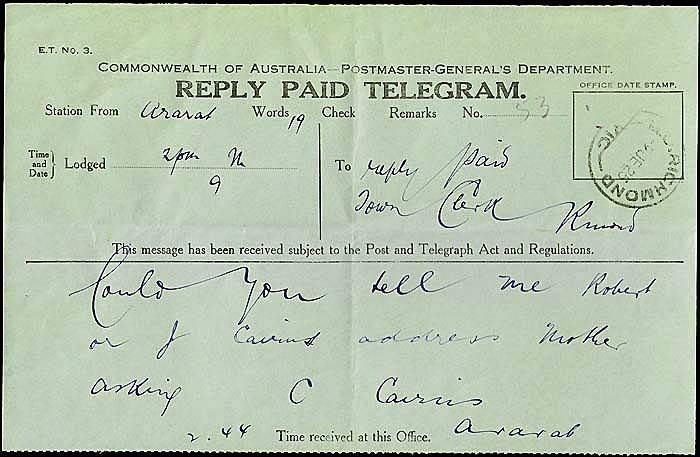 E.T. No. 3.
COMMONWEALTH OF AUSTRALIA—POSTMASTER-GENERAL'S DEPARTMENT.
REPLY PAID TELEGRAM.
OFFICE DATE STAMP.
Station From Ararat Words 19 Check Remarks No. 53
Time and Date} Lodged 2pm M
9
To reply paid
Town Clerk Rmond
RICHMOND VIC
JE 25
This message has been received subject to the Post and Telegraph Act and Regulations.
Could you tell me Robert
or J Cairns address Mother
asking C Cairns
Ararat
2.44 Time received at this Office.